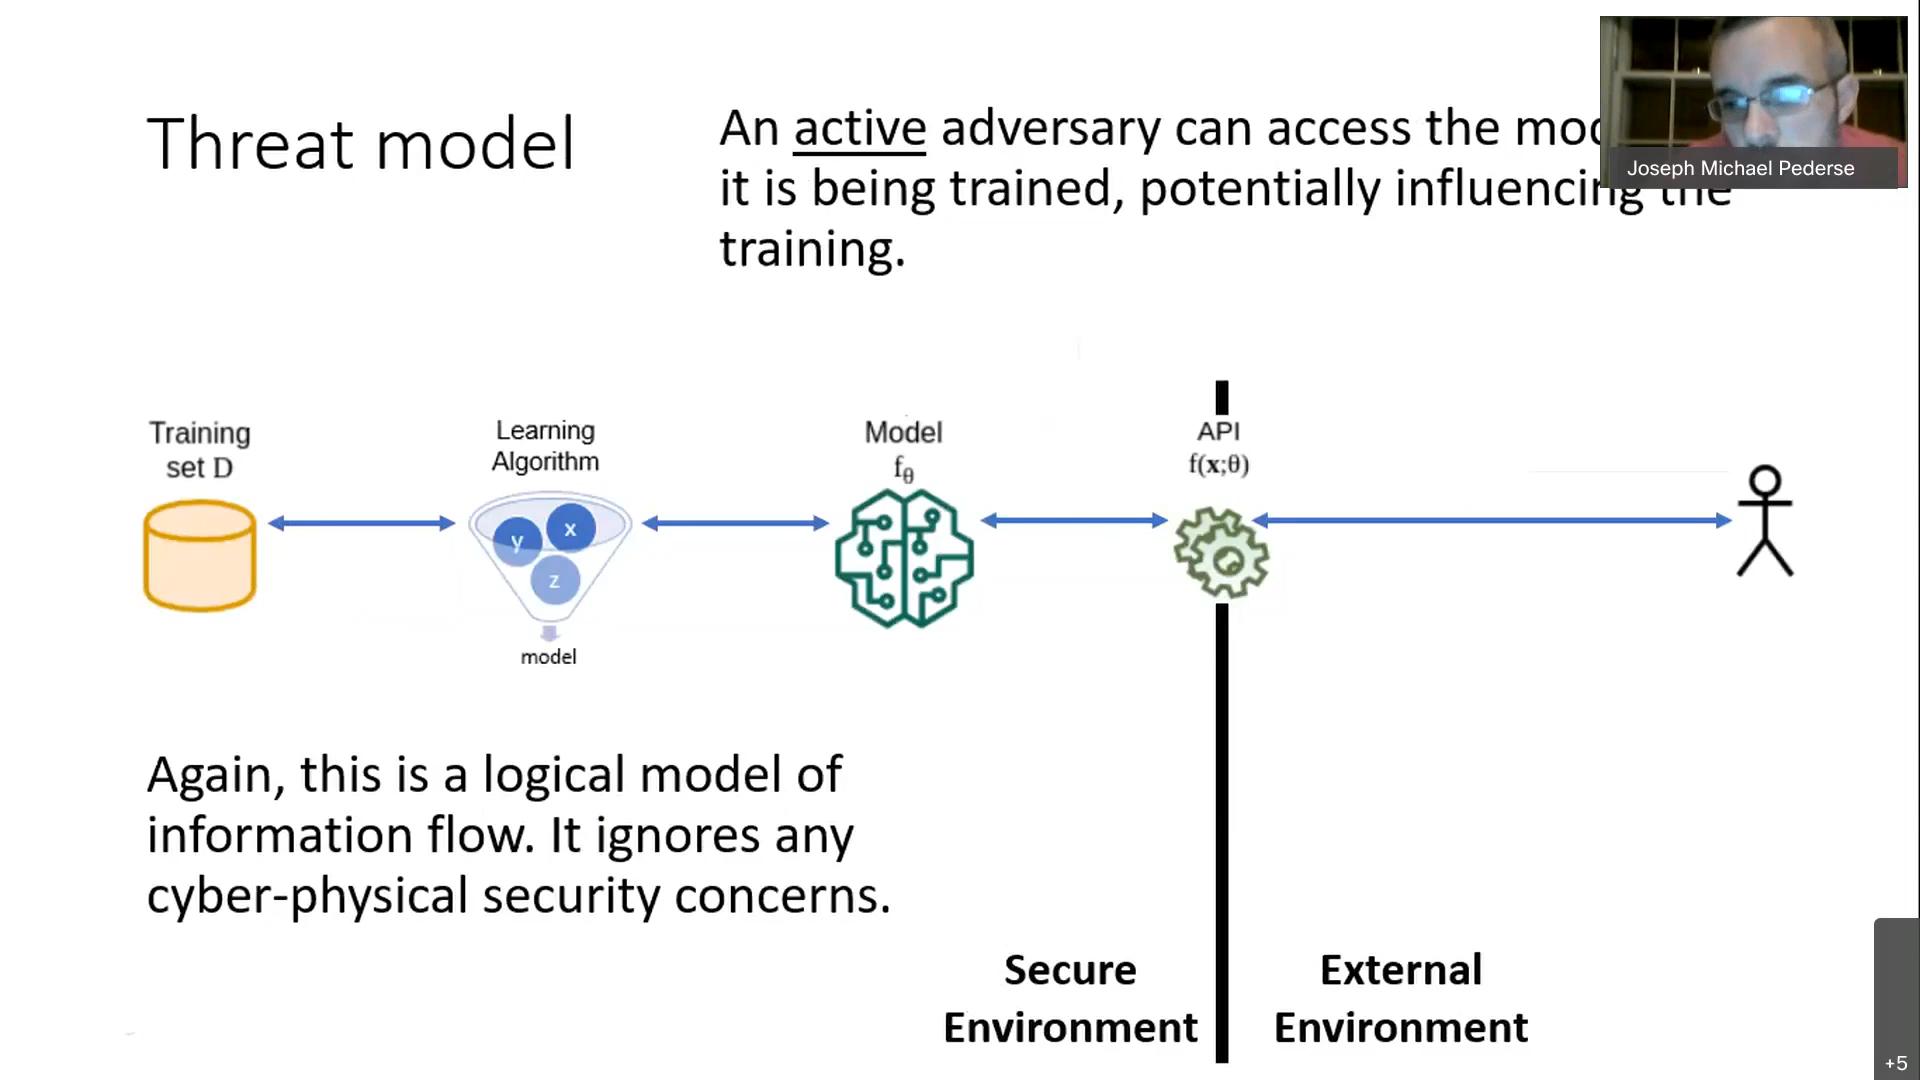 Threat model
An active adversary can access the
it is being trained, potentially influencing the
training.
Joseph Michael Pederse
Training
set D
Learning
Algorithm
y
x
z
model
Model
fθ
API
f(x;θ)
Again, this is a logical model of
information flow. It ignores any
cyber-physical security concerns.
Secure
Environment
External
Environment
+5